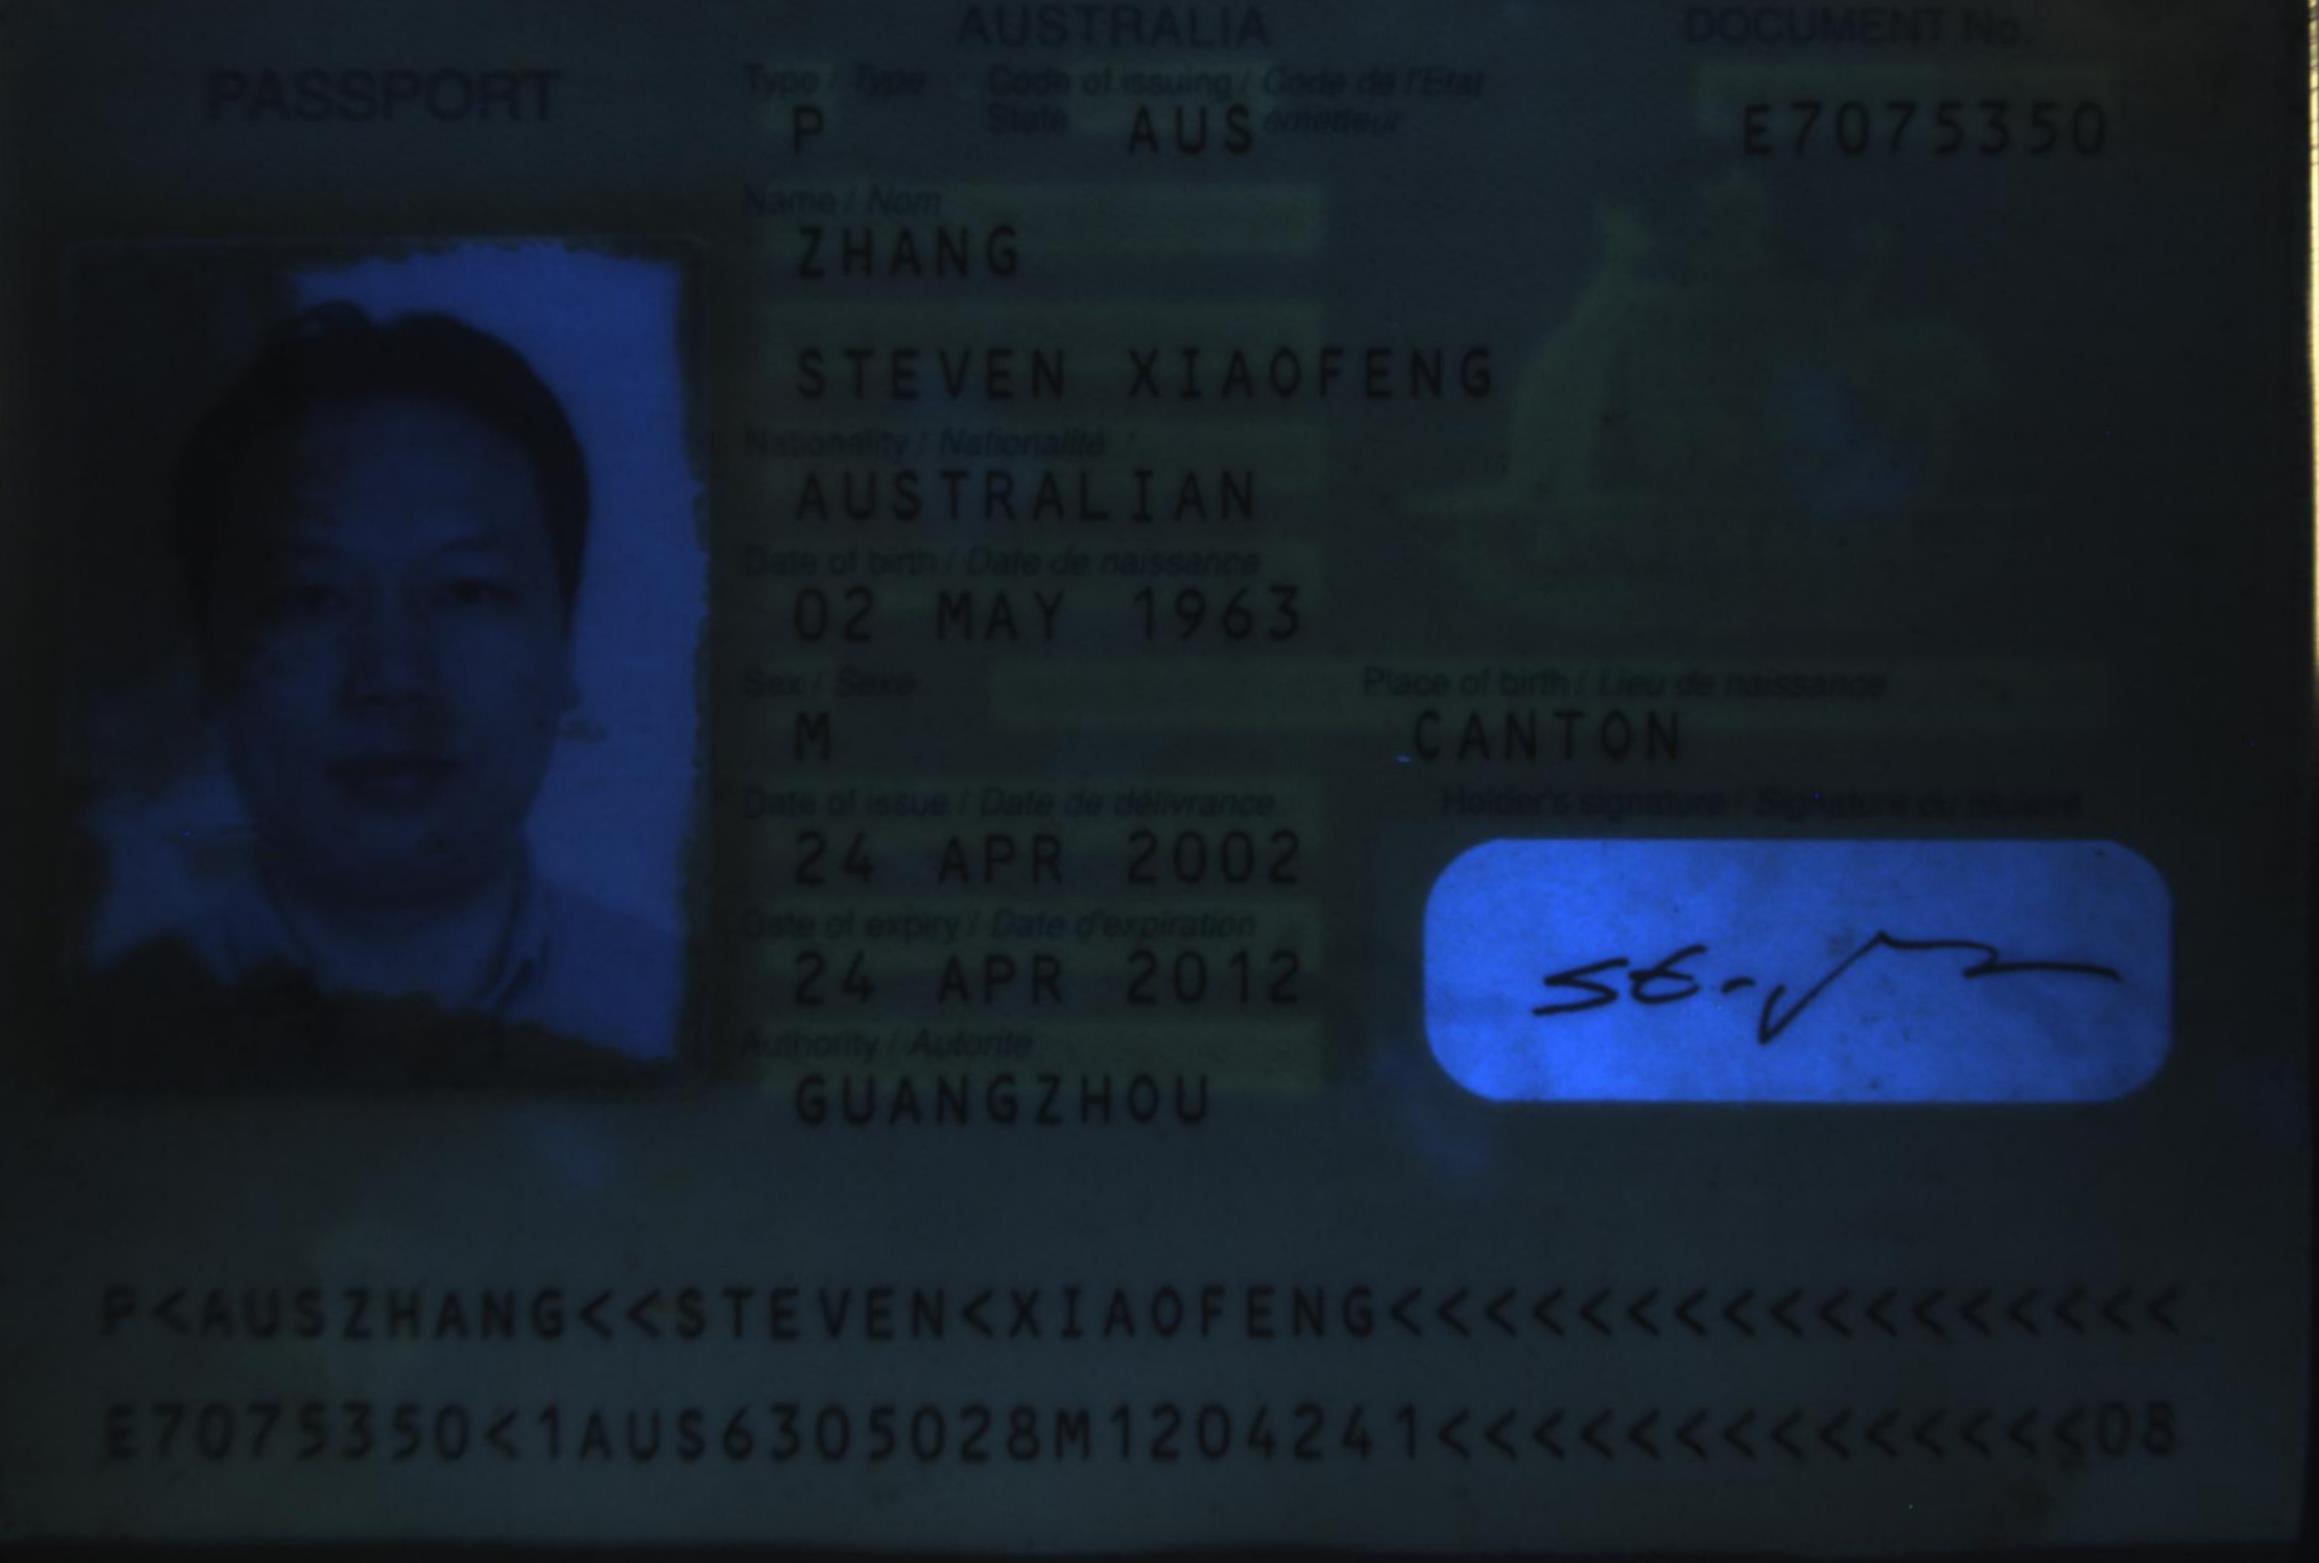 AUSTRALIA
DOCUMENT No.
PASSPORT
Type / Type
Code of issuing / Code de l'Etat
State émetteur
P
AUS
E7075350
Name / Nom
ZHANG
STEVEN XIAOFENG
Nationality / Nationalité
AUSTRALIAN
Date of birth / Date de naissance
02 MAY 1963
Sex / Sexe
Place of birth / Lieu de naissance
M
CANTON
Date of issue / Date de délivrance
Holder's signature / Signature du titulaire
24 APR 2002
Date of expiry / Date d'expiration
24 APR 2012
Authority / Autorité
GUANGZHOU
P<AUSZHANG<<STEVEN<XIAOFENG<<<<<<<<<<<<<<<<<
E7075350<1AUS6305028M1204241<<<<<<<<<<<<<<08